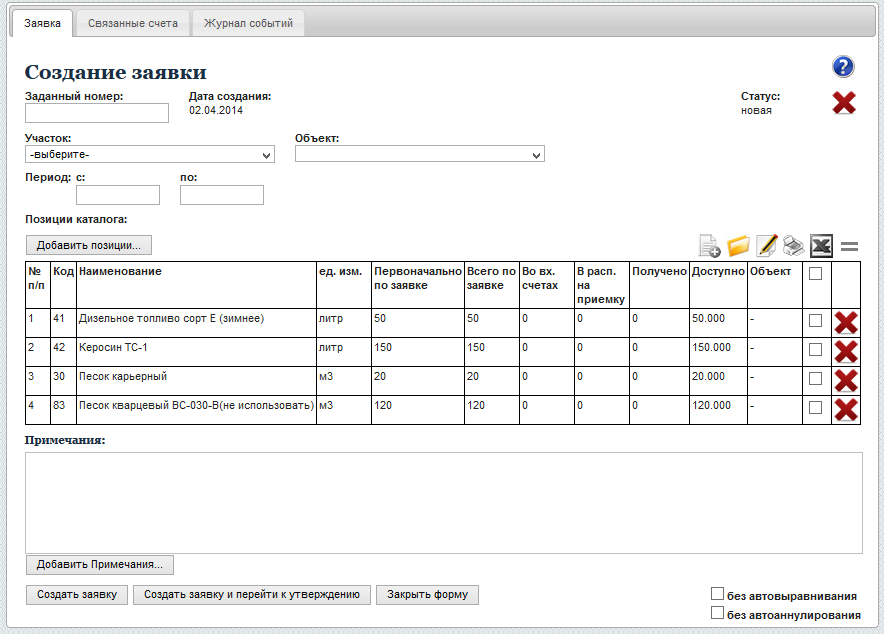 Заявка Связанные счета Журнал событий
Создание заявки
?
Заданный номер: Дата создания: Статус:
02.04.2014 новая
Участок: Объект:
-выберите-
Период: с: по:
Позиции каталога:
Добавить позиции...
№ п/п Код Наименование ед. изм. Первоначально по заявке Всего по заявке Во вх. счетах В расп. на приемку Получено Доступно Объект
1 41 Дизельное топливо сорт Е (зимнее) литр 50 50 0 0 0 50.000 -
2 42 Керосин ТС-1 литр 150 150 0 0 0 150.000 -
3 30 Песок карьерный м3 20 20 0 0 0 20.000 -
4 83 Песок кварцевый ВС-030-В(не использовать) м3 120 120 0 0 0 120.000 -
Примечания:
Добавить Примечания...
Создать заявку Создать заявку и перейти к утверждению Закрыть форму
без автовыравнивания
без автоаннулирования